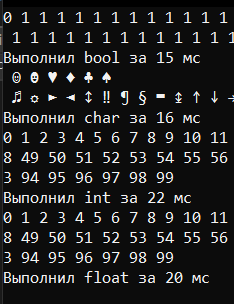 0 1 1 1 1 1 1 1 1 1 1 1 1
1 1 1 1 1 1 1 1 1 1 1 1
Выполнил bool за 15 мс
☺ ☻ ♥ ♦ ♣ ♠
♫ ☼ ► ◄ ↕ ‼ ¶ § ▬ ↨ ↑ ↓ →
Выполнил char за 16 мс
0 1 2 3 4 5 6 7 8 9 10 11
8 49 50 51 52 53 54 55 56
3 94 95 96 97 98 99
Выполнил int за 22 мс
0 1 2 3 4 5 6 7 8 9 10 11
8 49 50 51 52 53 54 55 56
3 94 95 96 97 98 99
Выполнил float за 20 мс